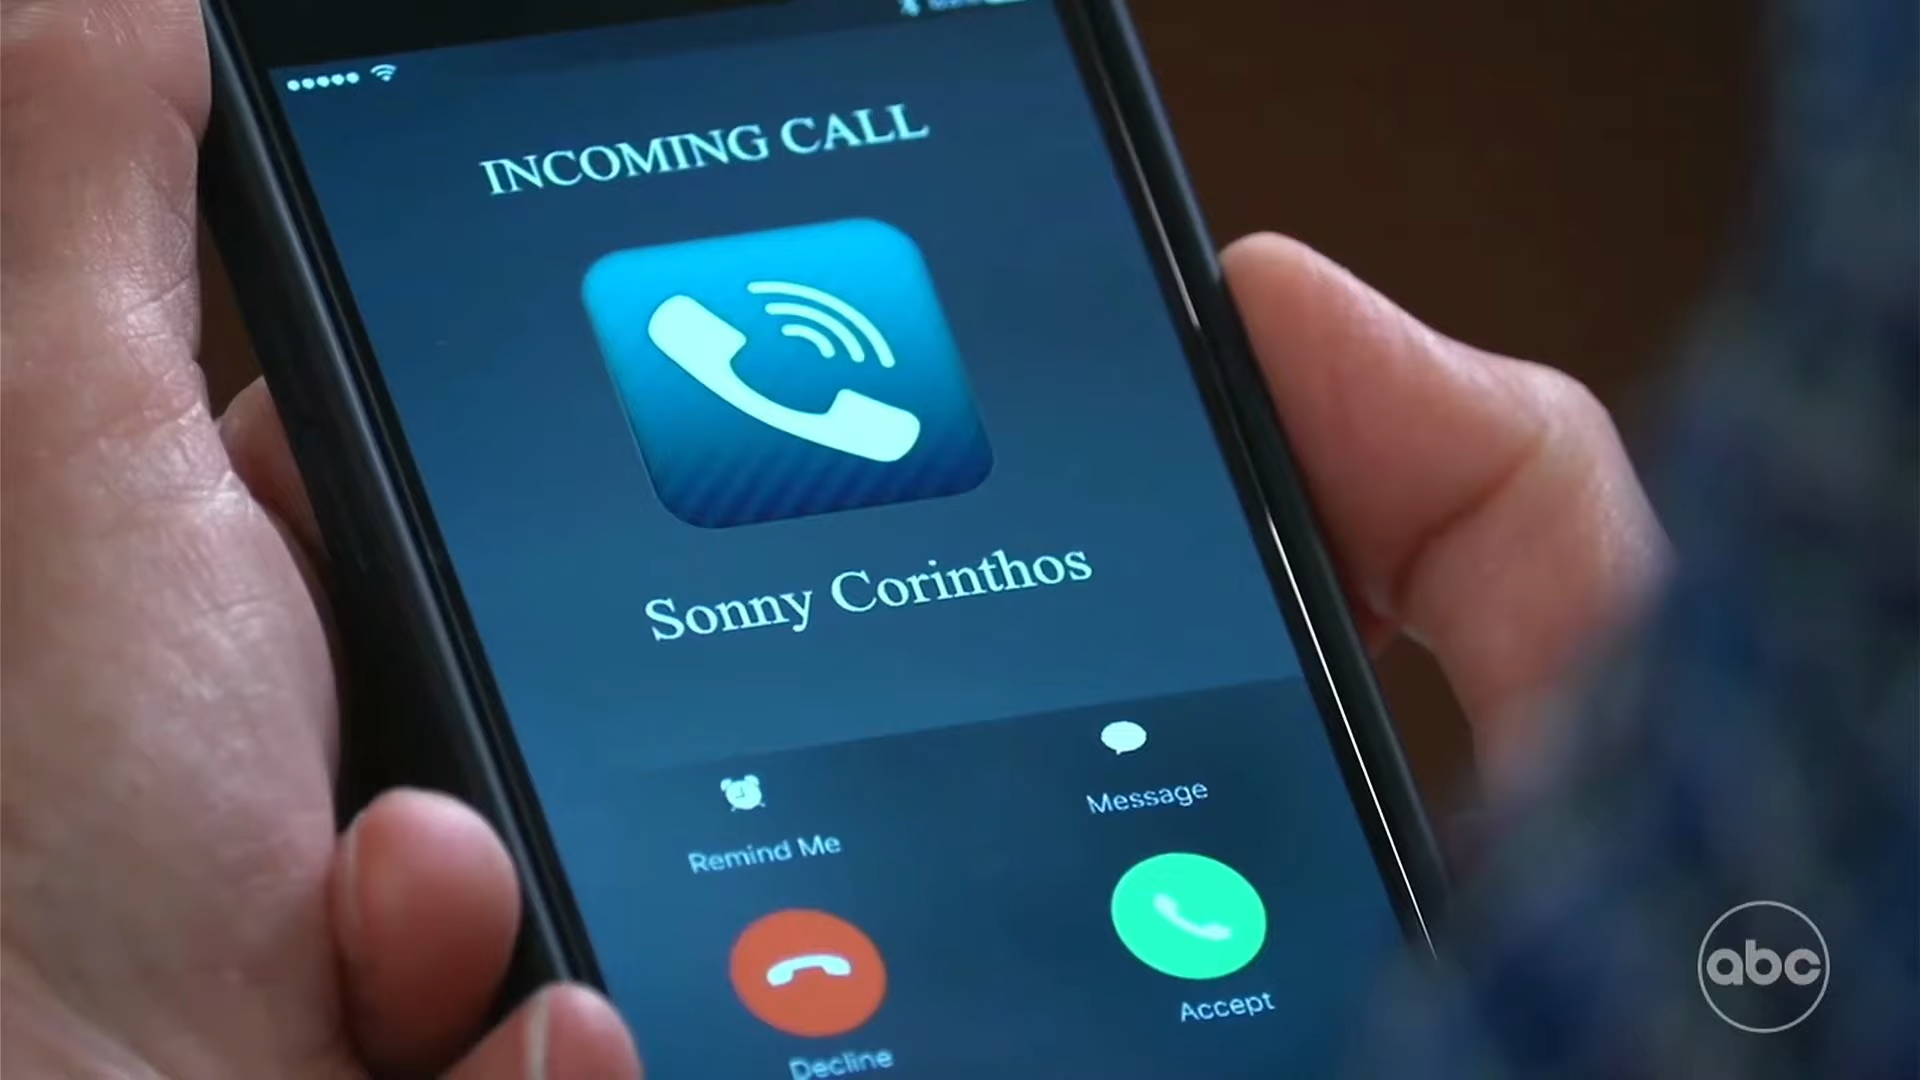 INCOMING CALL
Sonny Corinthos
Remind Me
Message
Decline
Accept
abc